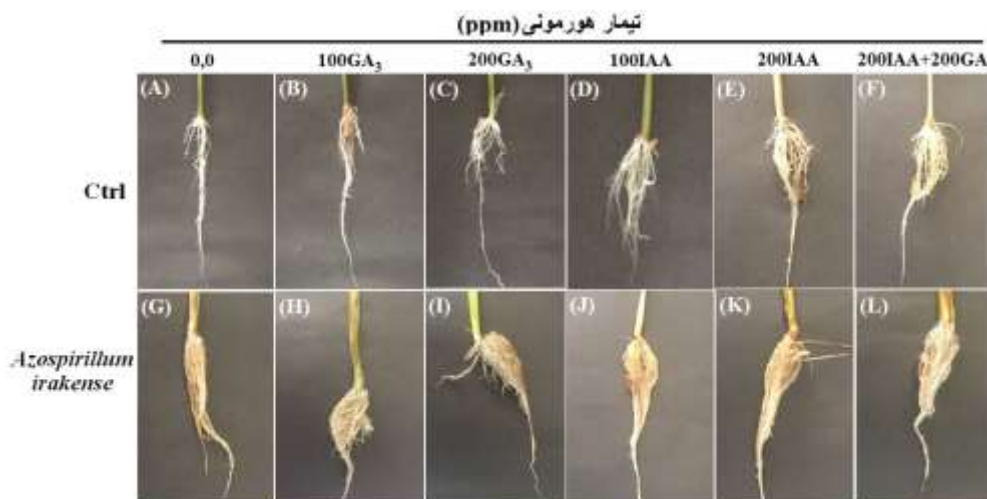 تیمار هورمونی(ppm)
0,0 100GA₃ 200GA₃ 100IAA 200IAA 200IAA+200GA
(A) (B) (C) (D) (E) (F)
Ctrl
(G) (H) (I) (J) (K) (L)
Azospirillum
irakense